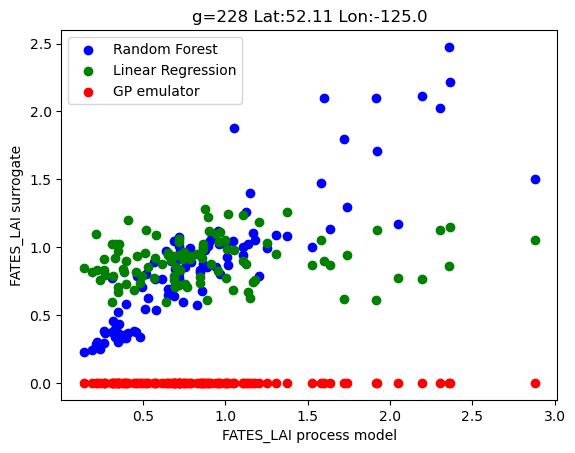 g=228 Lat:52.11 Lon:-125.0
Random Forest
Linear Regression
GP emulator
FATES_LAI surrogate
2.5
2.0
1.5
1.0
0.5
0.0
0.5
1.0
1.5
2.0
2.5
3.0
FATES_LAI process model